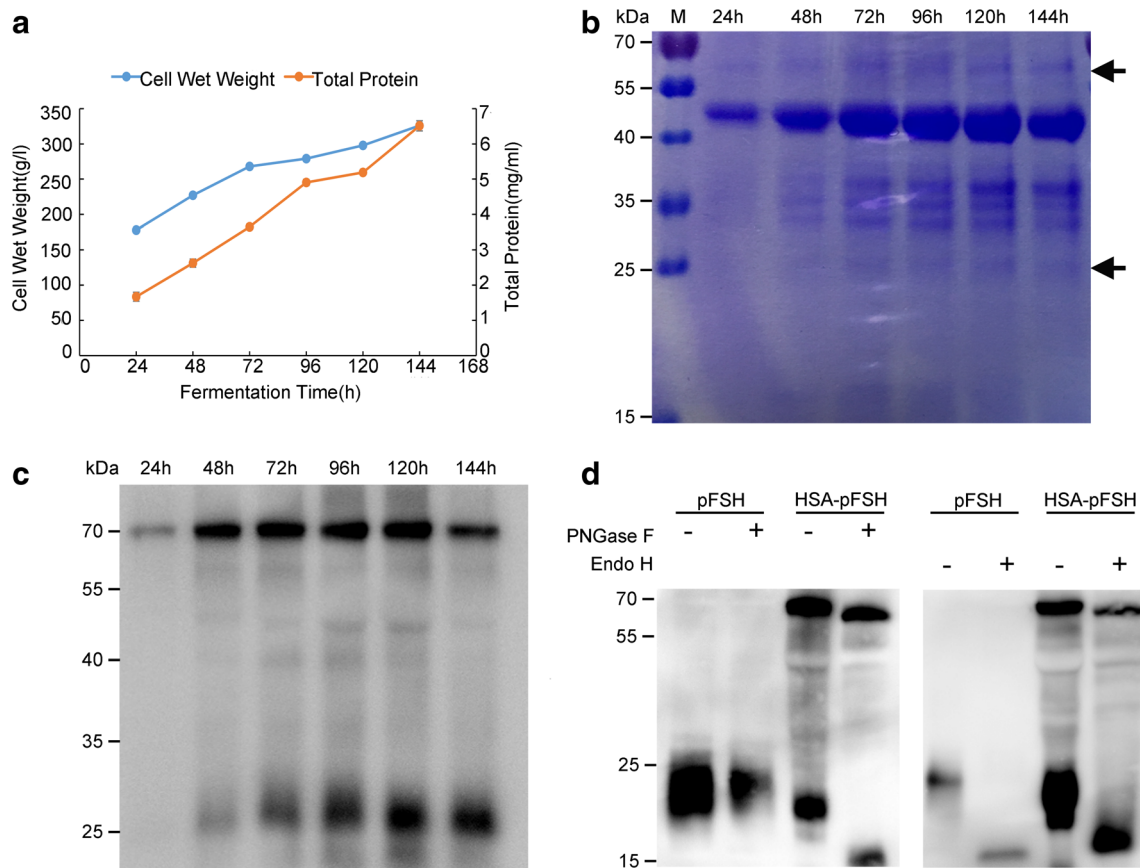 a
Cell Wet Weight Total Protein
Cell Wet Weight(g/l)
350
300
250
200
150
100
50
0
7
6
5
4
3
2
1
0
Total Protein(mg/ml)
0 24 48 72 96 120 144 168
Fermentation Time(h)
b
kDa M 24h 48h 72h 96h 120h 144h
70
55
40
35
25
15
c
kDa 24h 48h 72h 96h 120h 144h
70
55
40
35
25
d
pFSH HSA-pFSH pFSH HSA-pFSH
PNGase F - + - +
Endo H - + - +
70
55
25
15